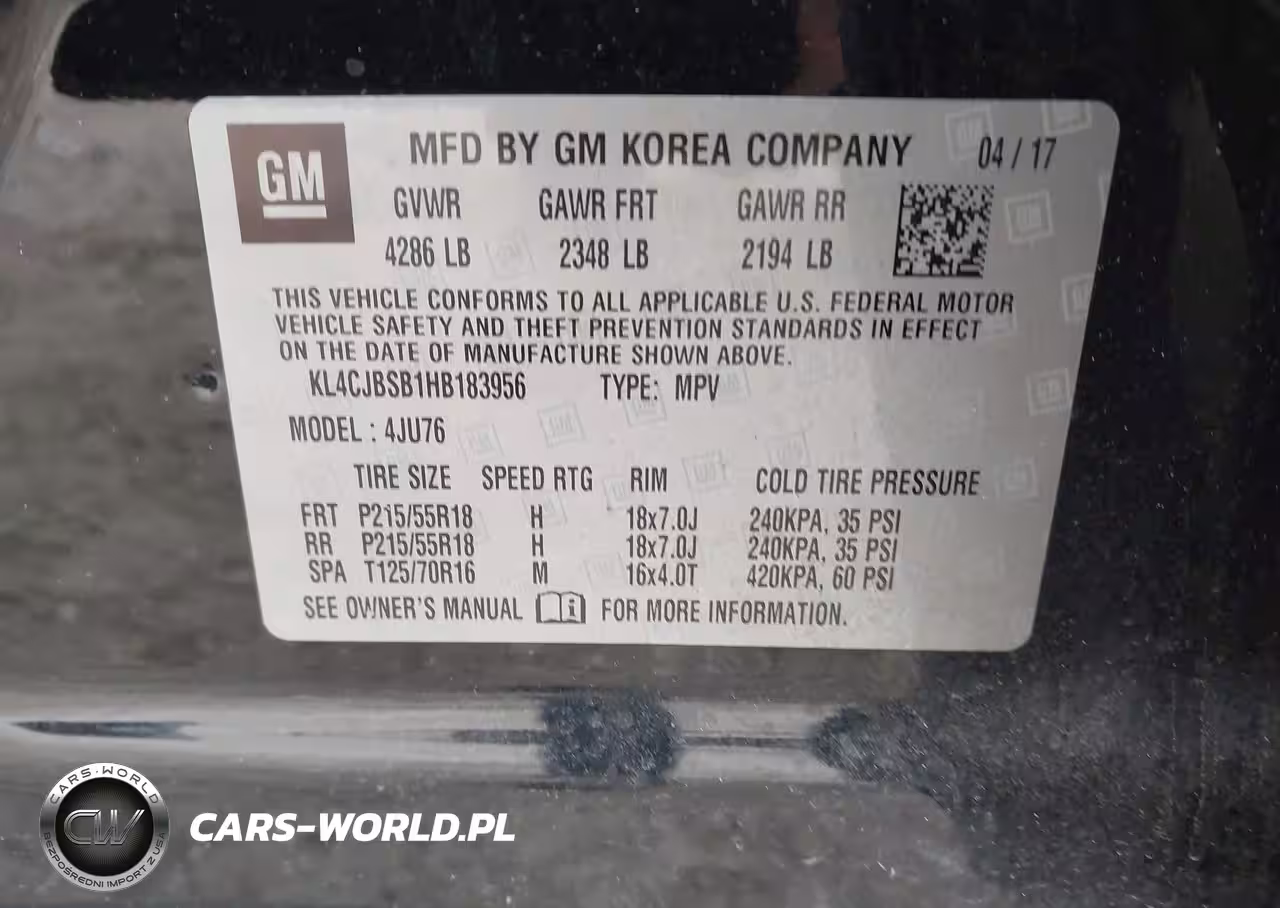 GM
MFD BY GM KOREA COMPANY 04 / 17
GVWR GAWR FRT GAWR RR
4286 LB 2348 LB 2194 LB
THIS VEHICLE CONFORMS TO ALL APPLICABLE U.S. FEDERAL MOTOR
VEHICLE SAFETY AND THEFT PREVENTION STANDARDS IN EFFECT
ON THE DATE OF MANUFACTURE SHOWN ABOVE.
KL4CJBSB1HB183956 TYPE: MPV
MODEL : 4JU76
TIRE SIZE SPEED RTG RIM COLD TIRE PRESSURE
FRT P215/55R18 H 18x7.0J 240KPA, 35 PSI
RR P215/55R18 H 18x7.0J 240KPA, 35 PSI
SPA T125/70R16 M 16x4.0T 420KPA, 60 PSI
SEE OWNER'S MANUAL i FOR MORE INFORMATION.
CARS-WORLD
CW
BEZPOŚREDNI IMPORT Z USA
CARS-WORLD.PL